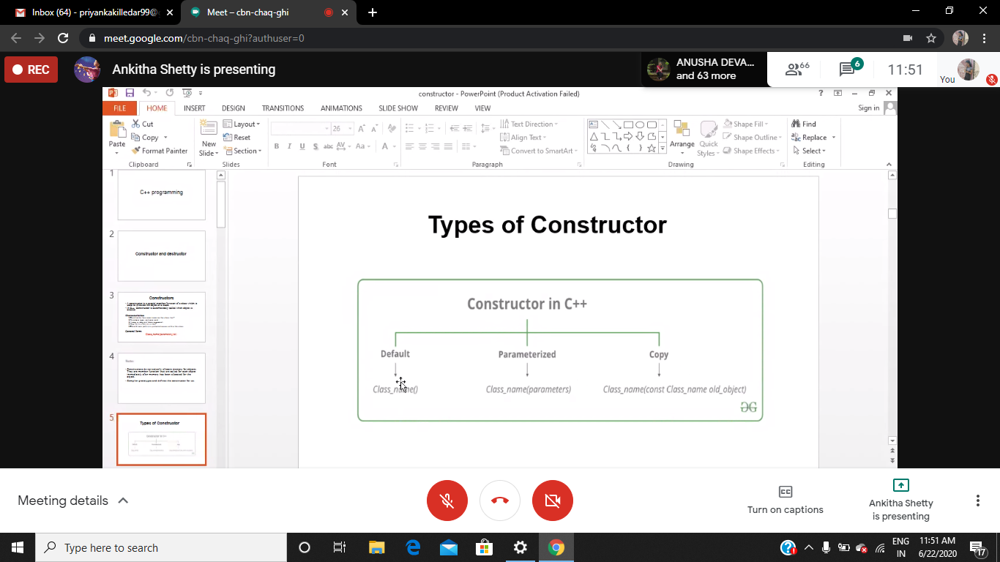 Inbox (64) - priyankakilledar99@
Meet – cbn-chaq-ghi
meet.google.com/cbn-chaq-ghi?authuser=0
REC
Ankitha Shetty is presenting
ANUSHA DEVA...
and 63 more
66
6
11:51
You
constructor - PowerPoint (Product Activation Failed)
FILE HOME INSERT DESIGN TRANSITIONS ANIMATIONS SLIDE SHOW REVIEW VIEW Sign in
Paste
Cut
Copy
Format Painter
Clipboard
New
Slide
Layout
Reset
Section
Slides
26
B I U S abc AV Aa A
Font
Text Direction
Align Text
Convert to SmartArt
Paragraph
Arrange
Quick
Styles
Shape Fill
Shape Outline
Shape Effects
Drawing
Find
Replace
Select
Editing
1
C++ programming
2
Constructor and destructor
3
Constructors
4
5
Types of Constructor
Types of Constructor
Constructor in C++
Default Parameterized Copy
Class_name() Class_name(parameters) Class_name(const Class_name old_object)
Meeting details
Turn on captions
Ankitha Shetty
is presenting
Type here to search
ENG
IN
11:51 AM
6/22/2020
17